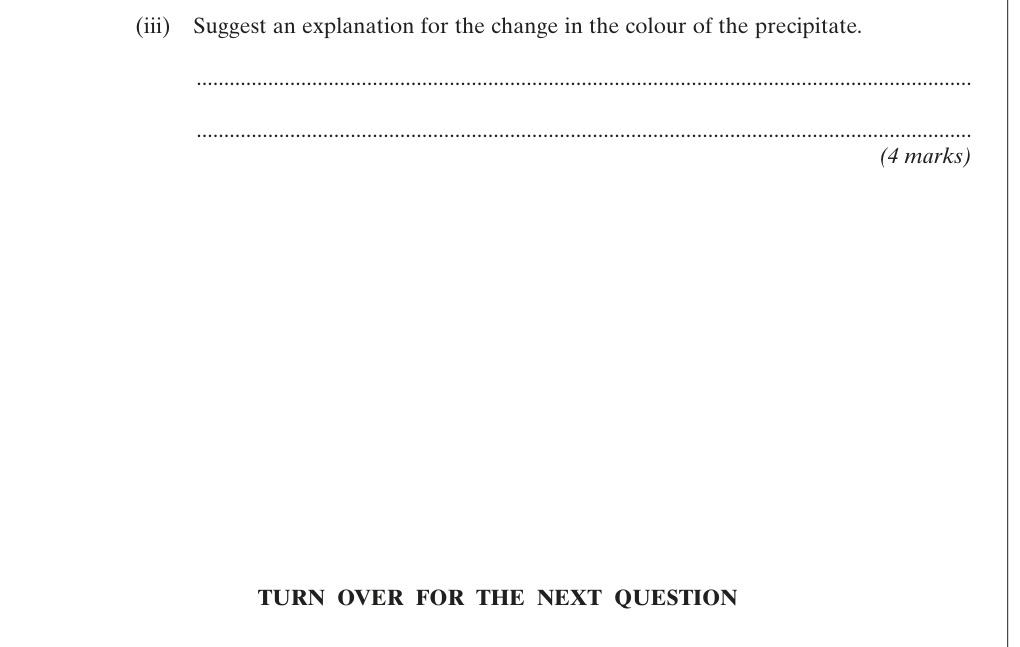 (iii) Suggest an explanation for the change in the colour of the precipitate.
............................................................................................................................................
............................................................................................................................................
(4 marks)
TURN OVER FOR THE NEXT QUESTION